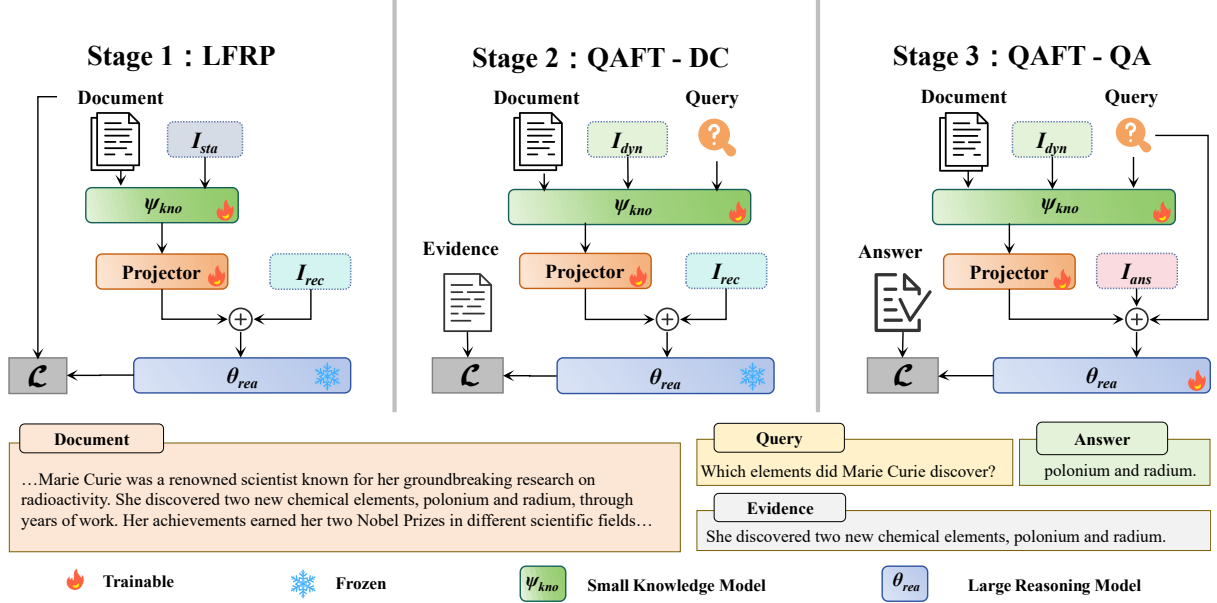 Stage 1：LFRP
Document
I_sta
ψ_kno
Projector
I_rec
ℒ
θ_rea
Stage 2：QAFT - DC
Document
Query
I_dyn
ψ_kno
Evidence
Projector
I_rec
ℒ
θ_rea
Stage 3：QAFT - QA
Document
Query
I_dyn
ψ_kno
Answer
Projector
I_ans
ℒ
θ_rea
Document
…Marie Curie was a renowned scientist known for her groundbreaking research on
radioactivity. She discovered two new chemical elements, polonium and radium, through
years of work. Her achievements earned her two Nobel Prizes in different scientific fields…
Query
Which elements did Marie Curie discover?
Answer
polonium and radium.
Evidence
She discovered two new chemical elements, polonium and radium.
Trainable
Frozen
ψ_kno
Small Knowledge Model
θ_rea
Large Reasoning Model